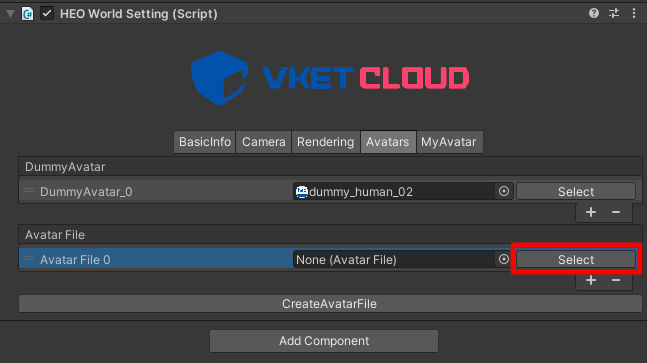 HEO World Setting (Script)
VKET CLOUD
BasicInfo Camera Rendering Avatars MyAvatar
DummyAvatar
DummyAvatar_0 dummy_human_02 Select
+ −
Avatar File
Avatar File 0 None (Avatar File) Select
+ −
CreateAvatarFile
Add Component